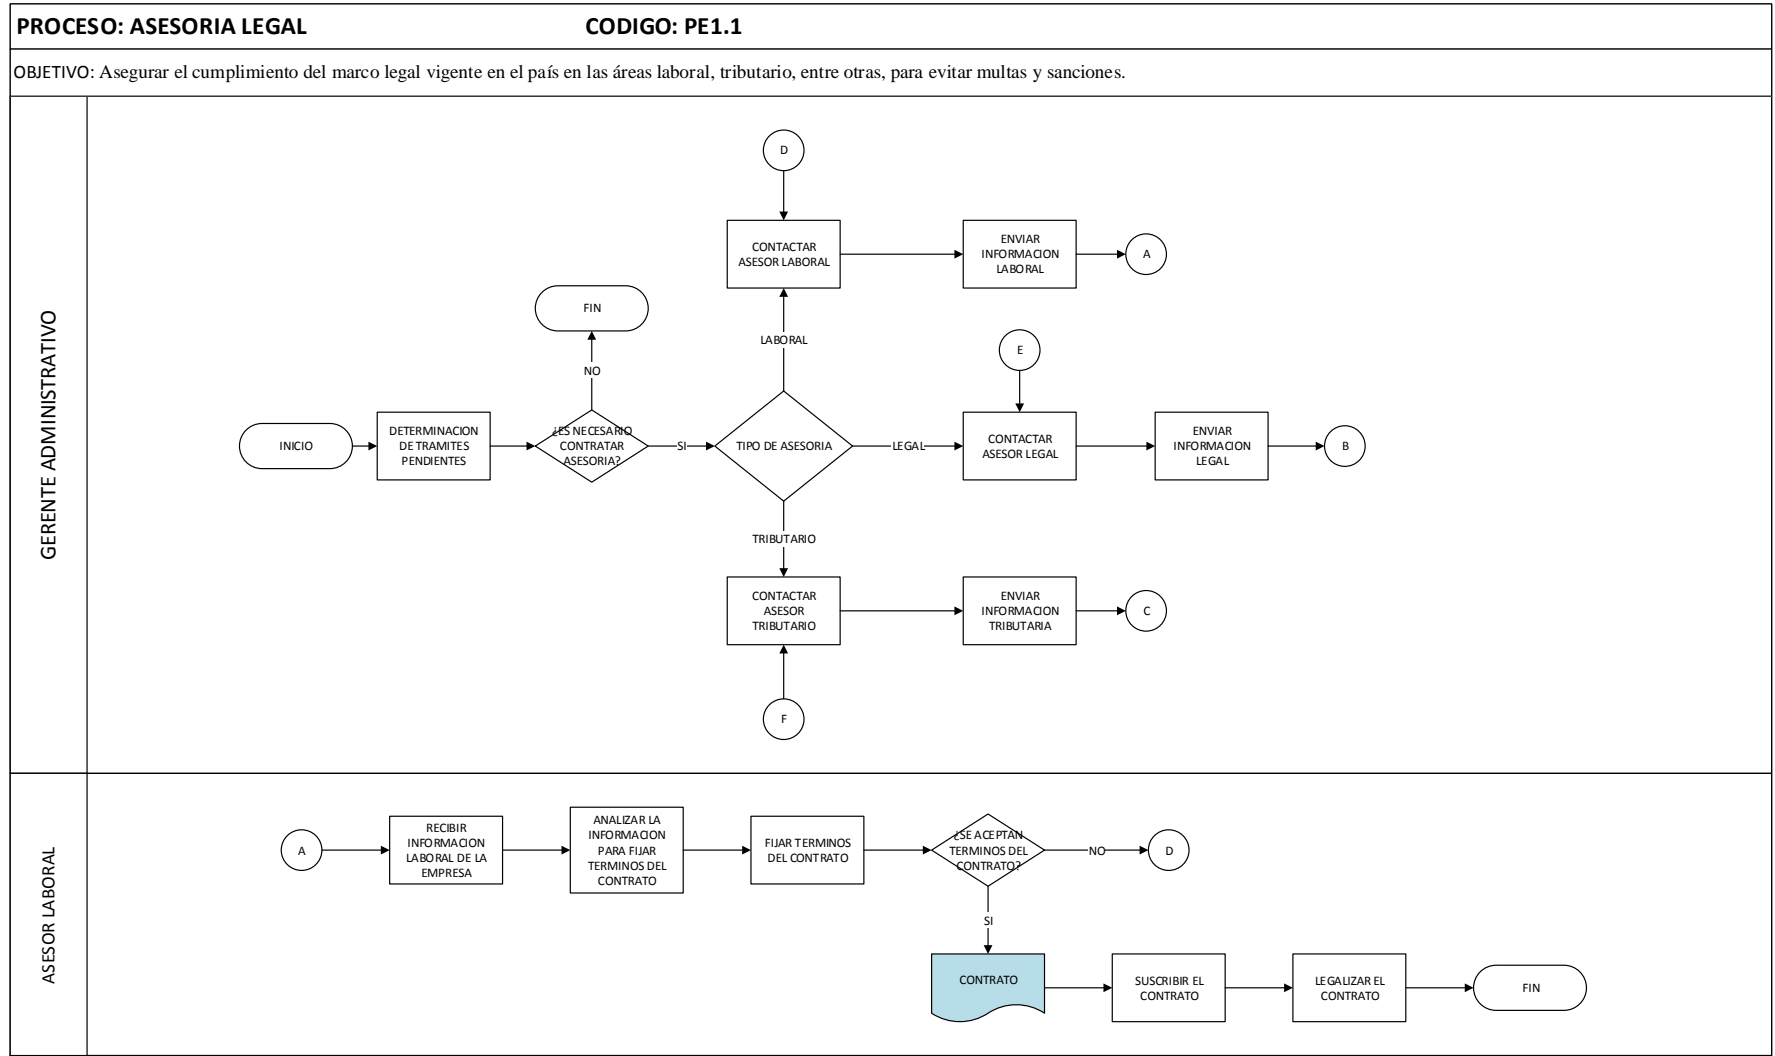 PROCESO: ASESORIA LEGAL
CODIGO: PE1.1
OBJETIVO: Asegurar el cumplimiento del marco legal vigente en el país en las áreas laboral, tributario, entre otras, para evitar multas y sanciones.
GERENTE ADMINISTRATIVO
D
CONTACTAR
ASESOR LABORAL
ENVIAR
INFORMACION
LABORAL
A
FIN
LABORAL
E
NO
INICIO
DETERMINACION
DE TRAMITES
PENDIENTES
¿ES NECESARIO
CONTRATAR
ASESORIA?
SI
TIPO DE ASESORIA
LEGAL
CONTACTAR
ASESOR LEGAL
ENVIAR
INFORMACION
LEGAL
B
TRIBUTARIO
CONTACTAR
ASESOR
TRIBUTARIO
ENVIAR
INFORMACION
TRIBUTARIA
C
F
ASESOR LABORAL
A
RECIBIR
INFORMACION
LABORAL DE LA
EMPRESA
ANALIZAR LA
INFORMACION
PARA FIJAR
TERMINOS DEL
CONTRATO
FIJAR TERMINOS
DEL CONTRATO
¿SE ACEPTAN
TERMINOS DEL
CONTRATO?
NO
D
SI
CONTRATO
SUSCRIBIR EL
CONTRATO
LEGALIZAR EL
CONTRATO
FIN